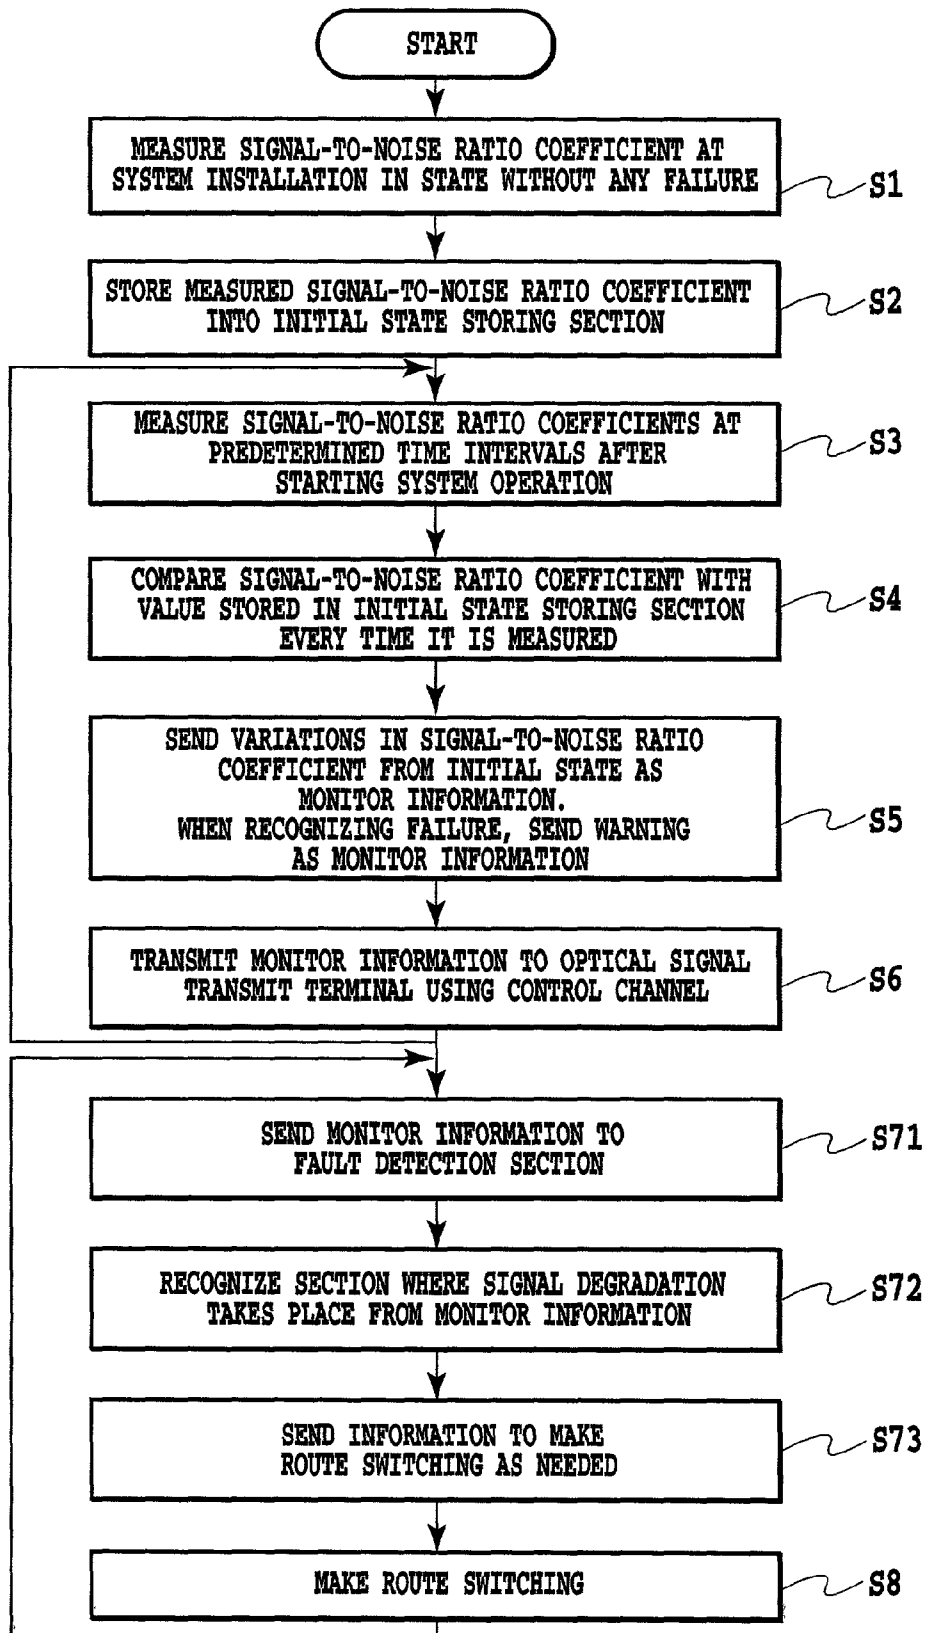 START
MEASURE SIGNAL-TO-NOISE RATIO COEFFICIENT AT
SYSTEM INSTALLATION IN STATE WITHOUT ANY FAILURE
S1
STORE MEASURED SIGNAL-TO-NOISE RATIO COEFFICIENT
INTO INITIAL STATE STORING SECTION
S2
MEASURE SIGNAL-TO-NOISE RATIO COEFFICIENTS AT
PREDETERMINED TIME INTERVALS AFTER
STARTING SYSTEM OPERATION
S3
COMPARE SIGNAL-TO-NOISE RATIO COEFFICIENT WITH
VALUE STORED IN INITIAL STATE STORING SECTION
EVERY TIME IT IS MEASURED
S4
SEND VARIATIONS IN SIGNAL-TO-NOISE RATIO
COEFFICIENT FROM INITIAL STATE AS
MONITOR INFORMATION.
WHEN RECOGNIZING FAILURE, SEND WARNING
AS MONITOR INFORMATION
S5
TRANSMIT MONITOR INFORMATION TO OPTICAL SIGNAL
TRANSMIT TERMINAL USING CONTROL CHANNEL
S6
SEND MONITOR INFORMATION TO
FAULT DETECTION SECTION
S71
RECOGNIZE SECTION WHERE SIGNAL DEGRADATION
TAKES PLACE FROM MONITOR INFORMATION
S72
SEND INFORMATION TO MAKE
ROUTE SWITCHING AS NEEDED
S73
MAKE ROUTE SWITCHING
S8